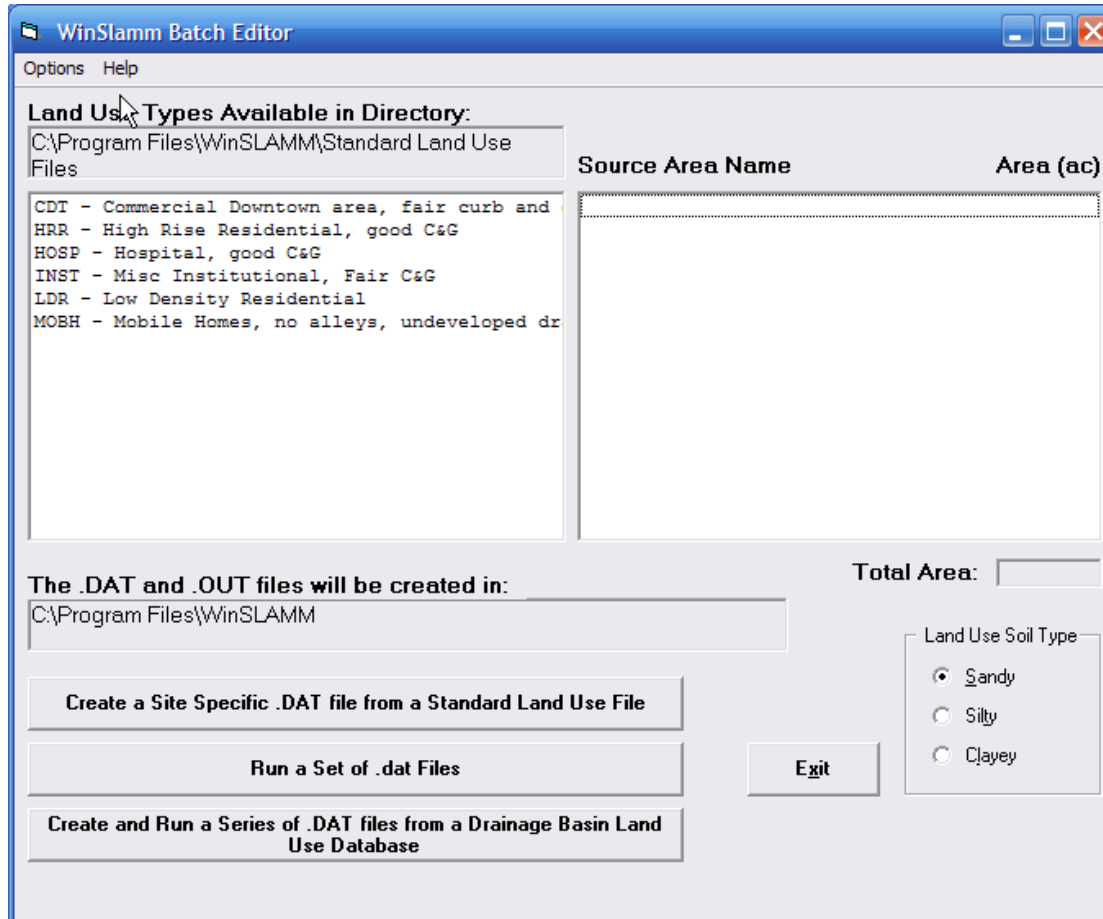 WinSlamm Batch Editor
Options Help
Land Use Types Available in Directory:
C:\Program Files\WinSLAMM\Standard Land Use
Files
Source Area Name Area (ac)
CDT - Commercial Downtown area, fair curb and
HRR - High Rise Residential, good C&G
HOSP - Hospital, good C&G
INST - Misc Institutional, Fair C&G
LDR - Low Density Residential
MOBH - Mobile Homes, no alleys, undeveloped dr
Total Area:
The .DAT and .OUT files will be created in:
C:\Program Files\WinSLAMM
Land Use Soil Type
Sandy
Silty
Clayey
Create a Site Specific .DAT file from a Standard Land Use File
Run a Set of .dat Files
Exit
Create and Run a Series of .DAT files from a Drainage Basin Land
Use Database